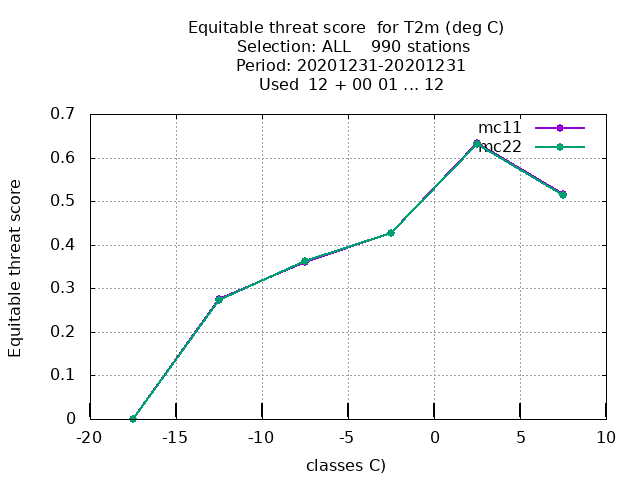 Equitable threat score  for T2m (deg C)
Selection: ALL    990 stations
Period: 20201231-20201231
Used  12 + 00 01 ... 12
mc11
mc22
Equitable threat score
0.7
0.6
0.5
0.4
0.3
0.2
0.1
0
-20 -15 -10 -5 0 5 10
classes C)